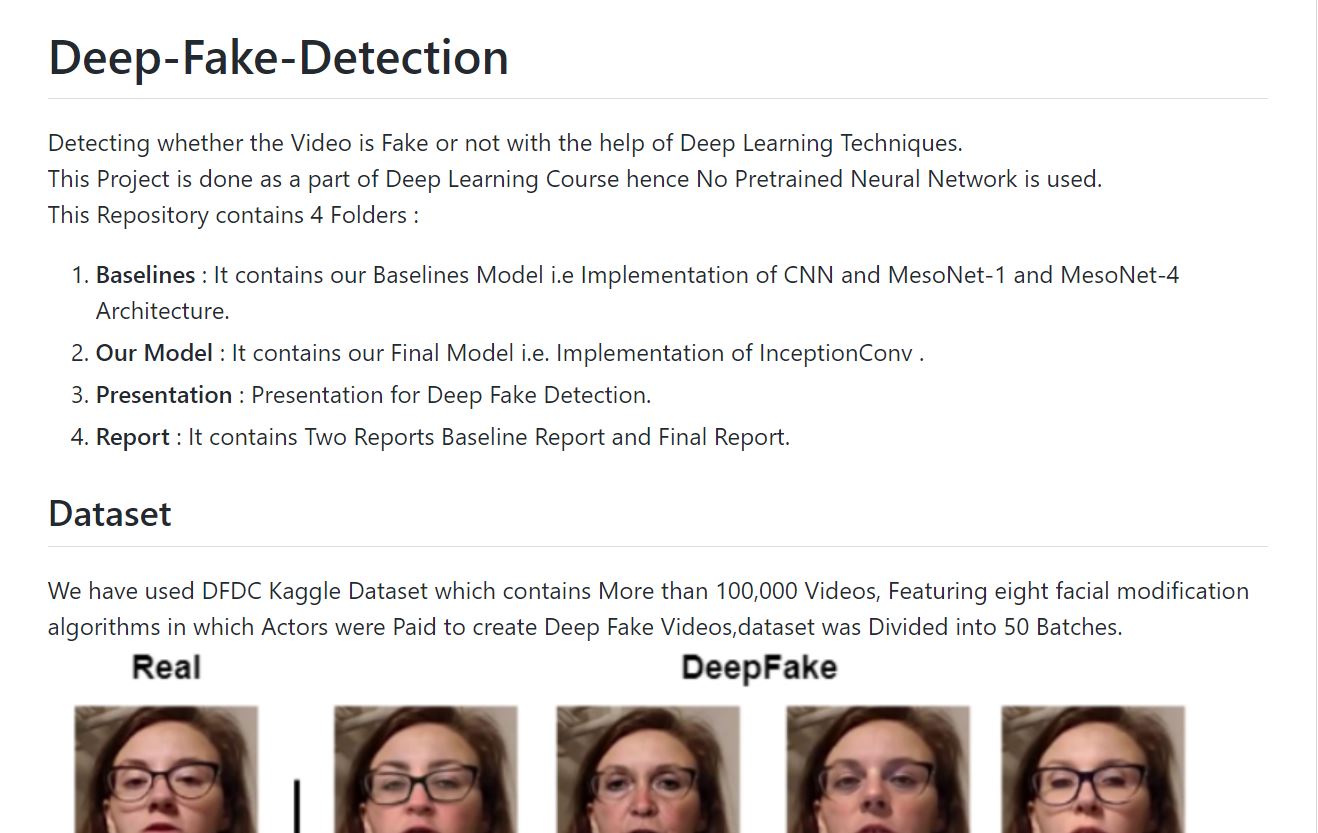 Deep-Fake-Detection
Detecting whether the Video is Fake or not with the help of Deep Learning Techniques.
This Project is done as a part of Deep Learning Course hence No Pretrained Neural Network is used.
This Repository contains 4 Folders :
1. Baselines : It contains our Baselines Model i.e Implementation of CNN and MesoNet-1 and MesoNet-4
Architecture.
2. Our Model : It contains our Final Model i.e. Implementation of InceptionConv .
3. Presentation : Presentation for Deep Fake Detection.
4. Report : It contains Two Reports Baseline Report and Final Report.
Dataset
We have used DFDC Kaggle Dataset which contains More than 100,000 Videos, Featuring eight facial modification
algorithms in which Actors were Paid to create Deep Fake Videos,dataset was Divided into 50 Batches.
Real DeepFake